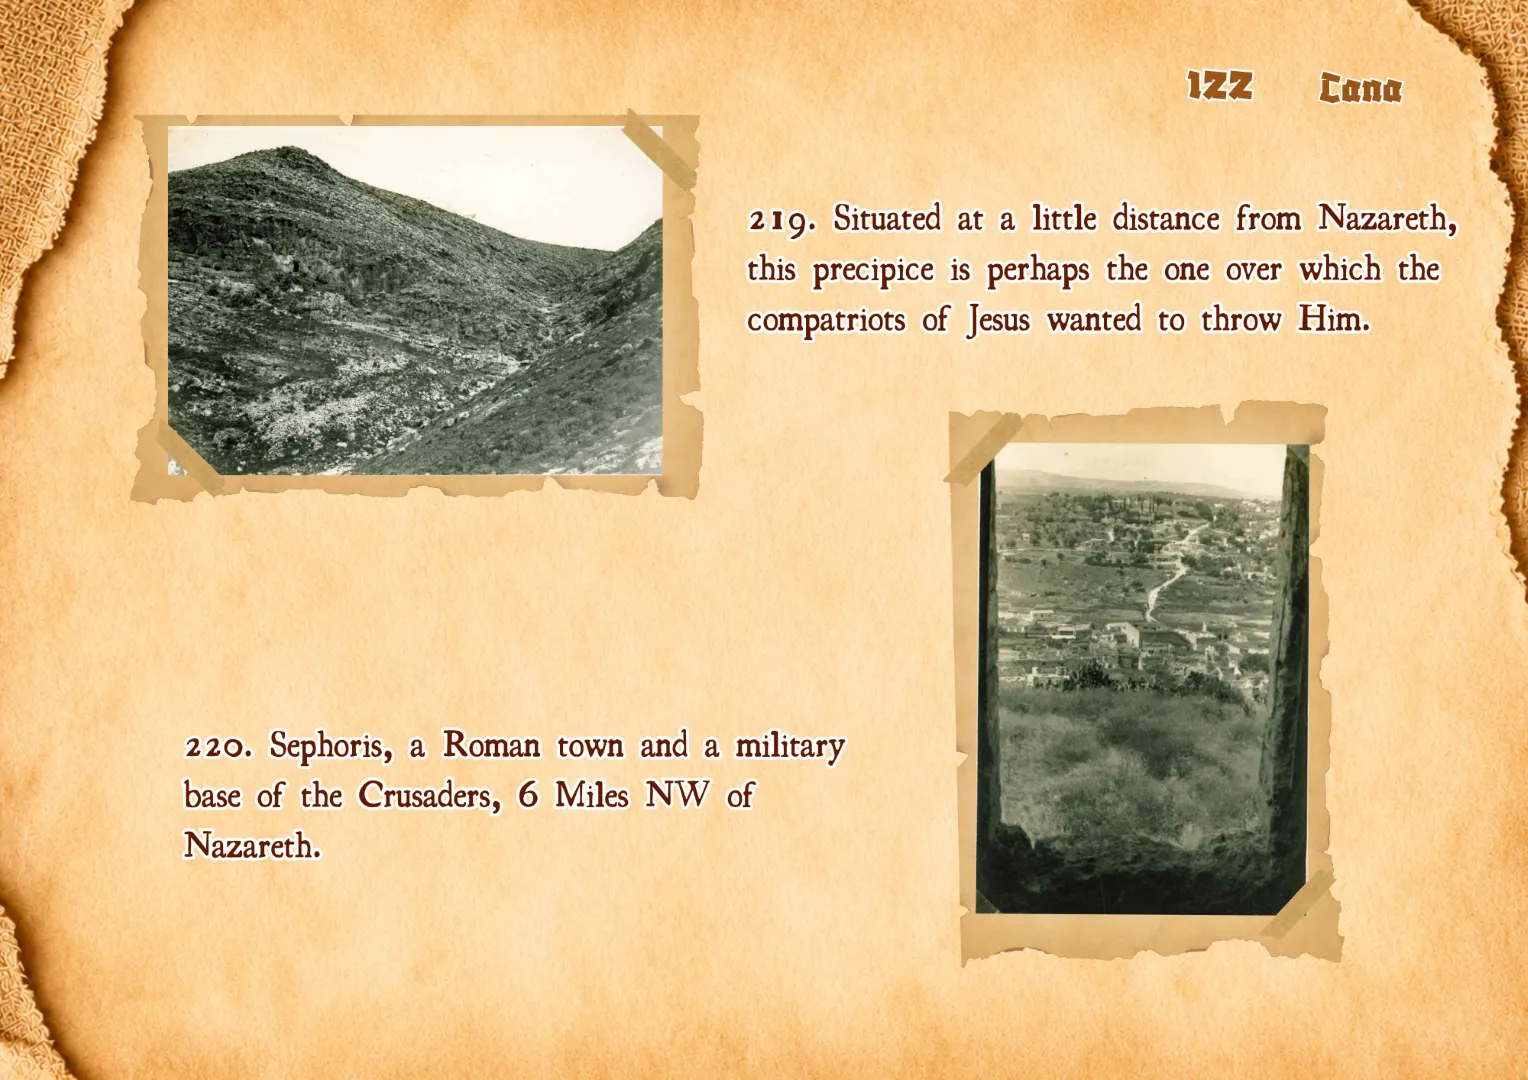 122 Cana
219. Situated at a little distance from Nazareth,
this precipice is perhaps the one over which the
compatriots of Jesus wanted to throw Him.
220. Sephoris, a Roman town and a military
base of the Crusaders, 6 Miles NW of
Nazareth.